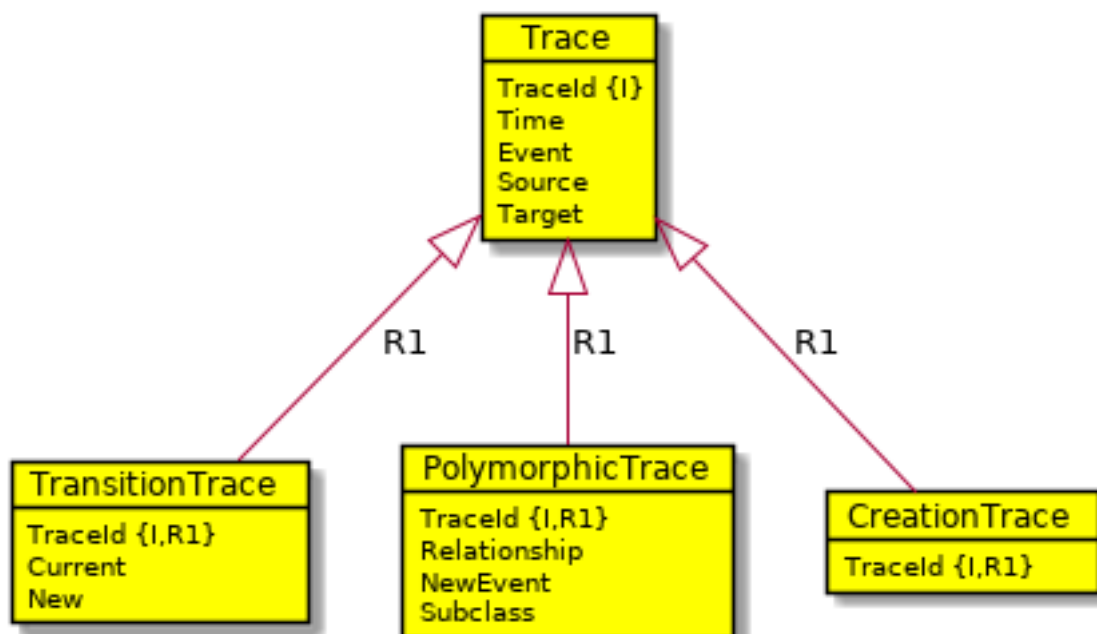 Trace
TraceId {I}
Time
Event
Source
Target
R1
R1
R1
TransitionTrace
TraceId {I,R1}
Current
New
PolymorphicTrace
TraceId {I,R1}
Relationship
NewEvent
Subclass
CreationTrace
TraceId {I,R1}